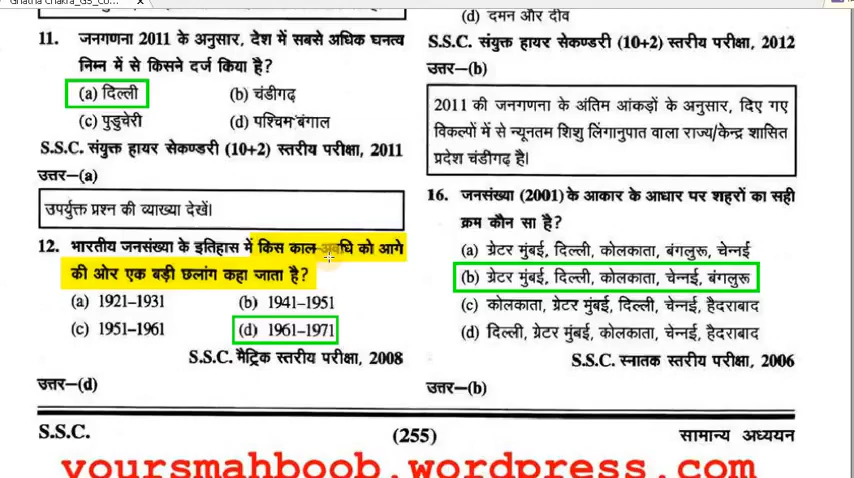 Ghatna Chakra_GS_Co...
11. जनगणना 2011 के अनुसार, देश में सबसे अधिक घनत्व
निम्न में से किसने दर्ज किया है?
(a) दिल्ली (b) चंडीगढ़
(c) पुडुचेरी (d) पश्चिम बंगाल
S.S.C. संयुक्त हायर सेकण्डरी (10+2) स्तरीय परीक्षा, 2011
उत्तर–(a)
उपर्युक्त प्रश्न की व्याख्या देखें।
12. भारतीय जनसंख्या के इतिहास में किस काल-अवधि को आगे
की ओर एक बड़ी छलांग कहा जाता है?
(a) 1921–1931 (b) 1941–1951
(c) 1951–1961 (d) 1961–1971
S.S.C. मैट्रिक स्तरीय परीक्षा, 2008
उत्तर–(d)
(d) दमन और दीव
S.S.C. संयुक्त हायर सेकण्डरी (10+2) स्तरीय परीक्षा, 2012
उत्तर–(b)
2011 की जनगणना के अंतिम आंकड़ों के अनुसार, दिए गए
विकल्पों में से न्यूनतम शिशु लिंगानुपात वाला राज्य/केन्द्र शासित
प्रदेश चंडीगढ़ है।
16. जनसंख्या (2001) के आकार के आधार पर शहरों का सही
क्रम कौन सा है?
(a) ग्रेटर मुंबई, दिल्ली, कोलकाता, बंगलुरू, चेन्नई
(b) ग्रेटर मुंबई, दिल्ली, कोलकाता, चेन्नई, बंगलुरू
(c) कोलकाता, ग्रेटर मुंबई, दिल्ली, चेन्नई, हैदराबाद
(d) दिल्ली, ग्रेटर मुंबई, कोलकाता, चेन्नई, हैदराबाद
S.S.C. स्नातक स्तरीय परीक्षा, 2006
उत्तर–(b)
S.S.C. (255) सामान्य अध्ययन
yoursmahboob.wordpress.com